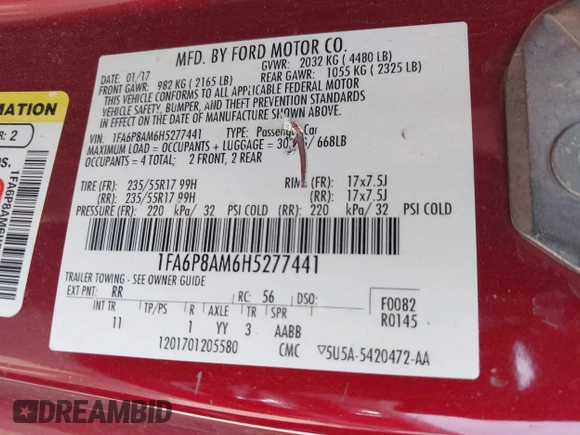 MFD. BY FORD MOTOR CO.
DATE: 01/17 GVWR: 2032 KG ( 4480 LB)
FRONT GAWR: 982 KG ( 2165 LB) REAR GAWR: 1055 KG ( 2325 LB)
THIS VEHICLE CONFORMS TO ALL APPLICABLE FEDERAL MOTOR
VEHICLE SAFETY, BUMPER, AND THEFT PREVENTION STANDARDS
IN EFFECT ON THE DATE OF MANUFACTURE SHOWN ABOVE.
VIN: 1FA6P8AM6H5277441 TYPE: Passenger Car
MAXIMUM LOAD = OCCUPANTS + LUGGAGE = / 668LB
OCCUPANTS = 4 TOTAL; 2 FRONT, 2 REAR
TIRE (FR): 235/55R17 99H RIM (FR): 17x7.5J
(RR): 235/55R17 99H (RR): 17x7.5J
PRESSURE (FR): 220 kPa/ 32 PSI COLD (RR): 220 kPa/ 32 PSI COLD
1FA6P8AM6H5277441
TRAILER TOWING - SEE OWNER GUIDE
EXT PNT: RR RC: 56 DSO:
INT TR TP/PS R AXLE TR SPR
11 1 YY 3 AABB
F0082
R0145
1201701205580 CMC ▽5U5A-5420472-AA
MATION
R: 2
1FA6P8AM6H
DREAMBID